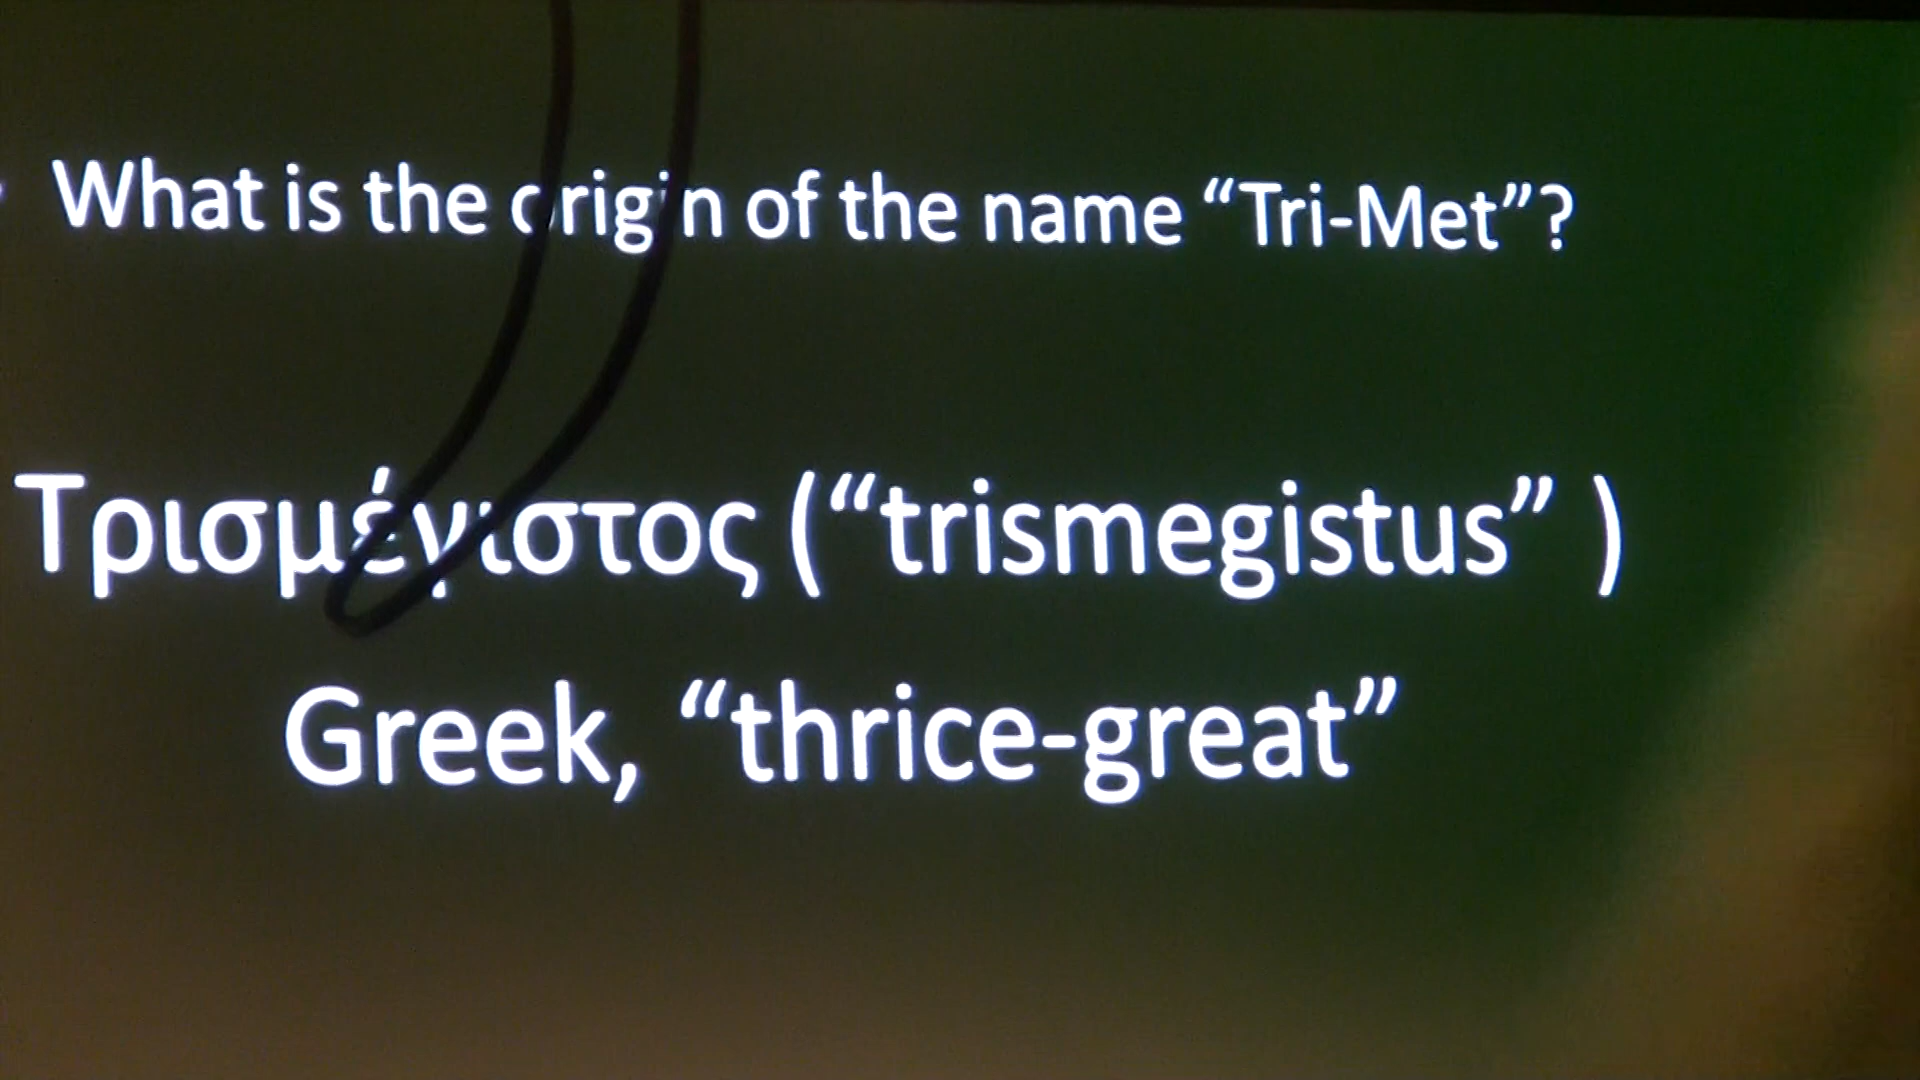 What is the origin of the name “Tri-Met”?
Τρισμέγιστος (“trismegistus” )
Greek, “thrice-great”